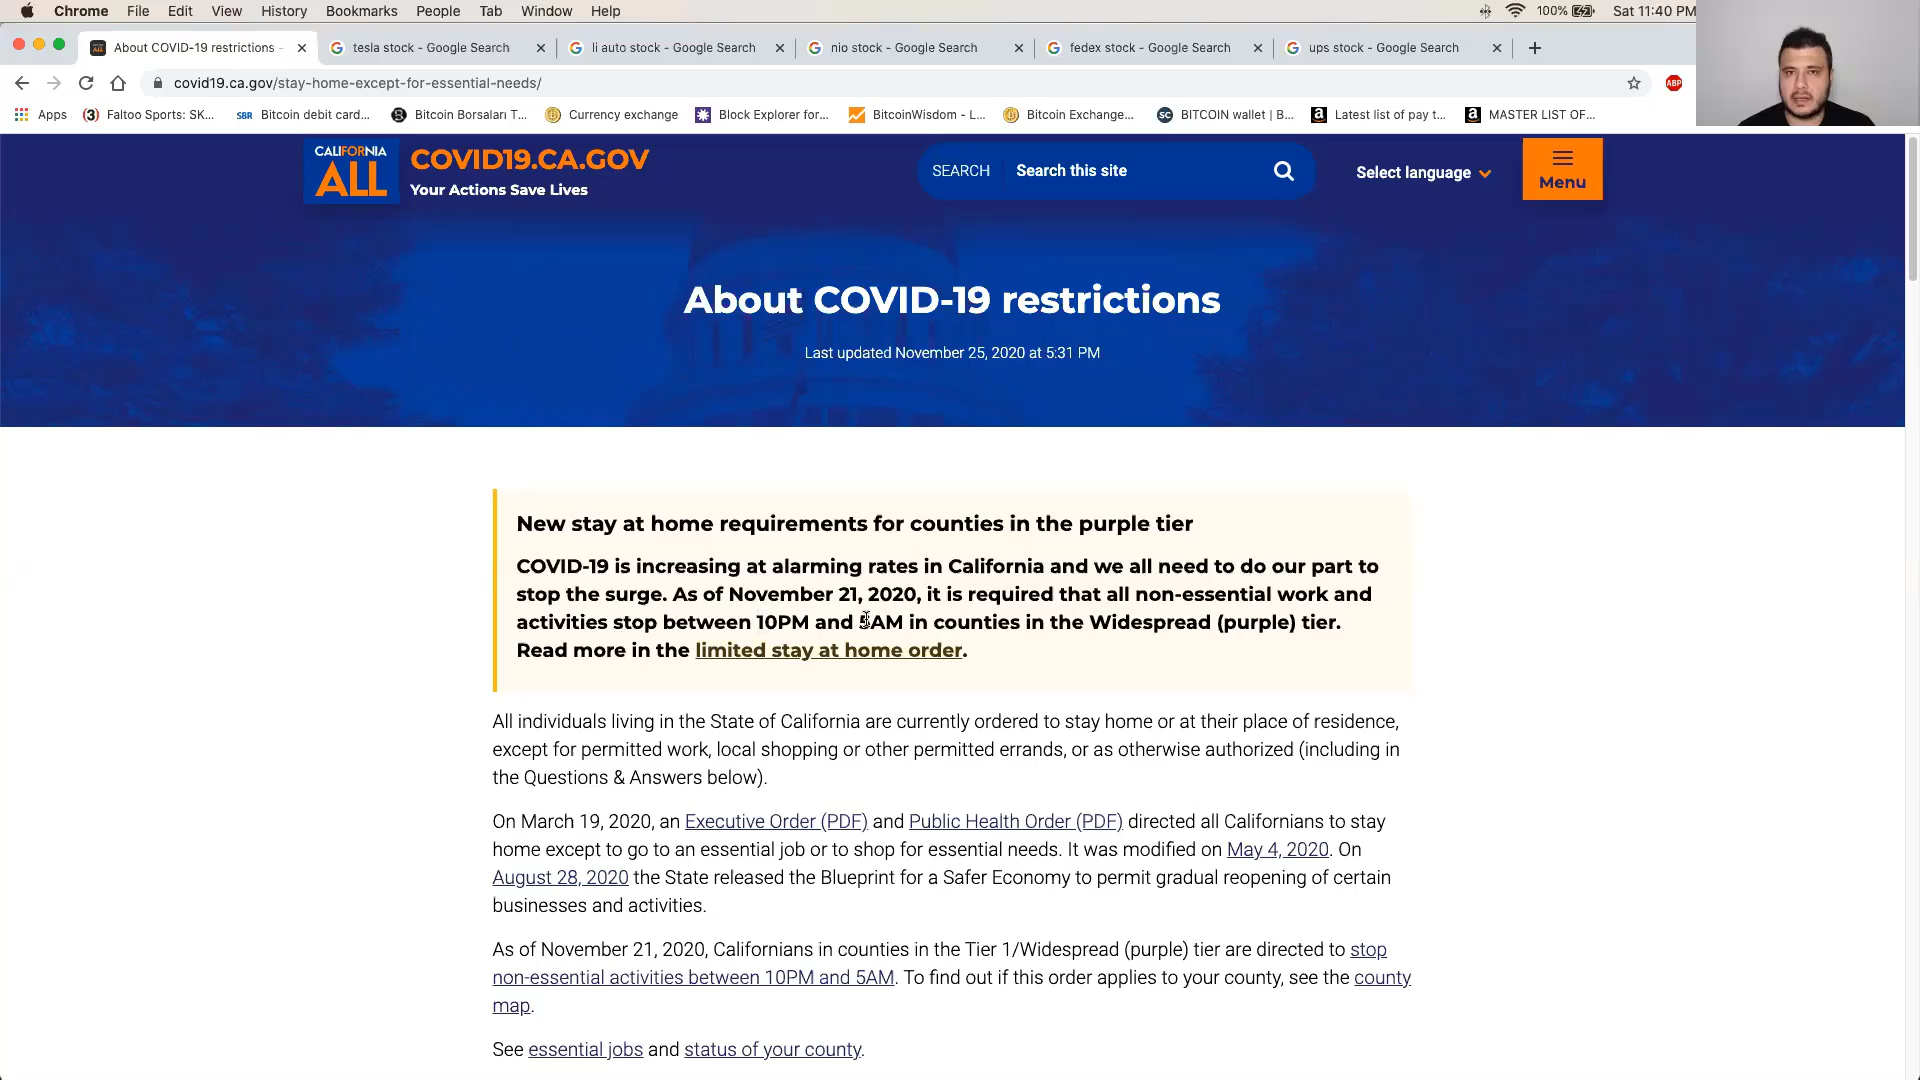 Chrome File Edit View History Bookmarks People Tab Window Help 100% Sat 11:40 PM
About COVID-19 restrictions - tesla stock - Google Search li auto stock - Google Search nio stock - Google Search fedex stock - Google Search ups stock - Google Search
covid19.ca.gov/stay-home-except-for-essential-needs/ ABP
Apps (3) Faltoo Sports: SK... SBR Bitcoin debit card... Bitcoin Borsaları T... Currency exchange Block Explorer for... BitcoinWisdom - L... Bitcoin Exchange... SC BITCOIN wallet | B... a Latest list of pay t... a MASTER LIST OF...
CALIFORNIA
ALL
COVID19.CA.GOV
Your Actions Save Lives
SEARCH Search this site
Select language
Menu
About COVID-19 restrictions
Last updated November 25, 2020 at 5:31 PM
New stay at home requirements for counties in the purple tier
COVID-19 is increasing at alarming rates in California and we all need to do our part to
stop the surge. As of November 21, 2020, it is required that all non-essential work and
activities stop between 10PM and 5AM in counties in the Widespread (purple) tier.
Read more in the limited stay at home order.
All individuals living in the State of California are currently ordered to stay home or at their place of residence,
except for permitted work, local shopping or other permitted errands, or as otherwise authorized (including in
the Questions & Answers below).
On March 19, 2020, an Executive Order (PDF) and Public Health Order (PDF) directed all Californians to stay
home except to go to an essential job or to shop for essential needs. It was modified on May 4, 2020. On
August 28, 2020 the State released the Blueprint for a Safer Economy to permit gradual reopening of certain
businesses and activities.
As of November 21, 2020, Californians in counties in the Tier 1/Widespread (purple) tier are directed to stop
non-essential activities between 10PM and 5AM. To find out if this order applies to your county, see the county
map.
See essential jobs and status of your county.